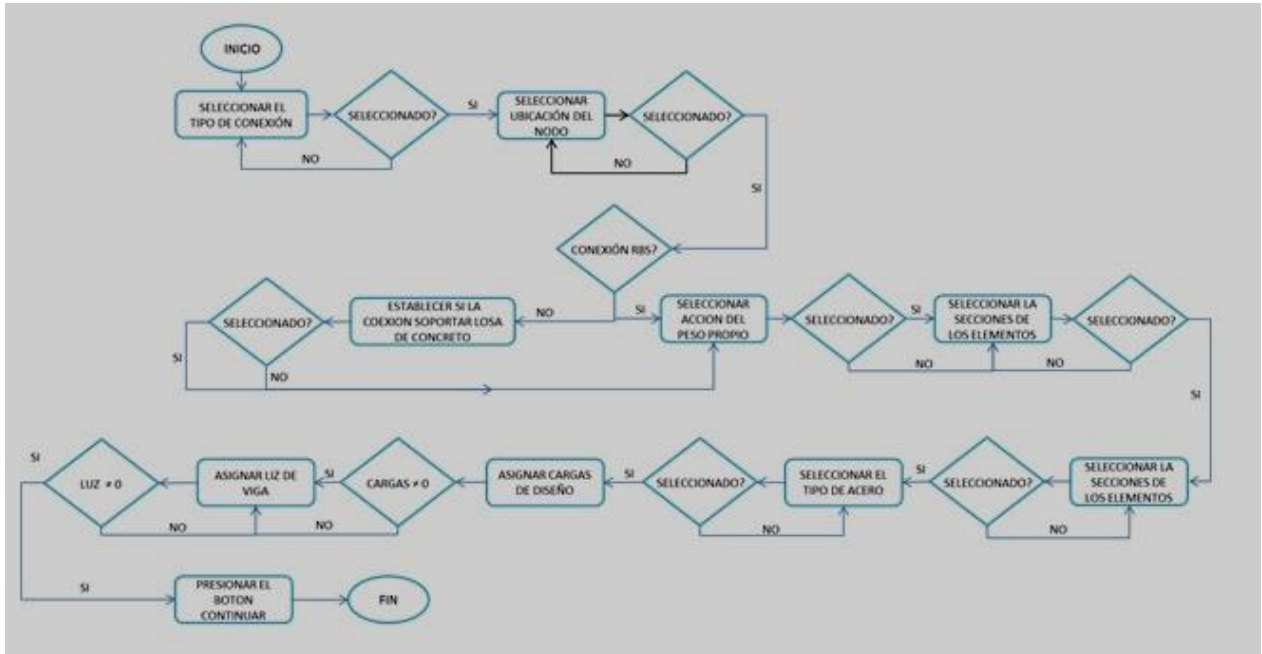 INICIO
SELECCIONAR EL
TIPO DE CONEXIÓN
SELECCIONADO?
SI
NO
SELECCIONAR
UBICACIÓN DEL
NODO
SELECCIONADO?
NO
SI
CONEXIÓN RBS?
SI
NO
ESTABLECER SI LA
COEXION SOPORTAR LOSA
DE CONCRETO
SELECCIONADO?
SI
NO
SELECCIONAR
ACCION DEL
PESO PROPIO
SELECCIONADO?
SI
NO
SELECCIONAR LA
SECCIONES DE
LOS ELEMENTOS
SELECCIONADO?
NO
SI
SELECCIONAR LA
SECCIONES DE
LOS ELEMENTOS
SELECCIONADO?
NO
SI
SELECCIONAR EL
TIPO DE ACERO
SELECCIONADO?
NO
SI
ASIGNAR CARGAS
DE DISEÑO
CARGAS ≠ 0
SI
NO
ASIGNAR LIZ DE
VIGA
LUZ ≠ 0
NO
SI
SI
PRESIONAR EL
BOTON
CONTINUAR
FIN